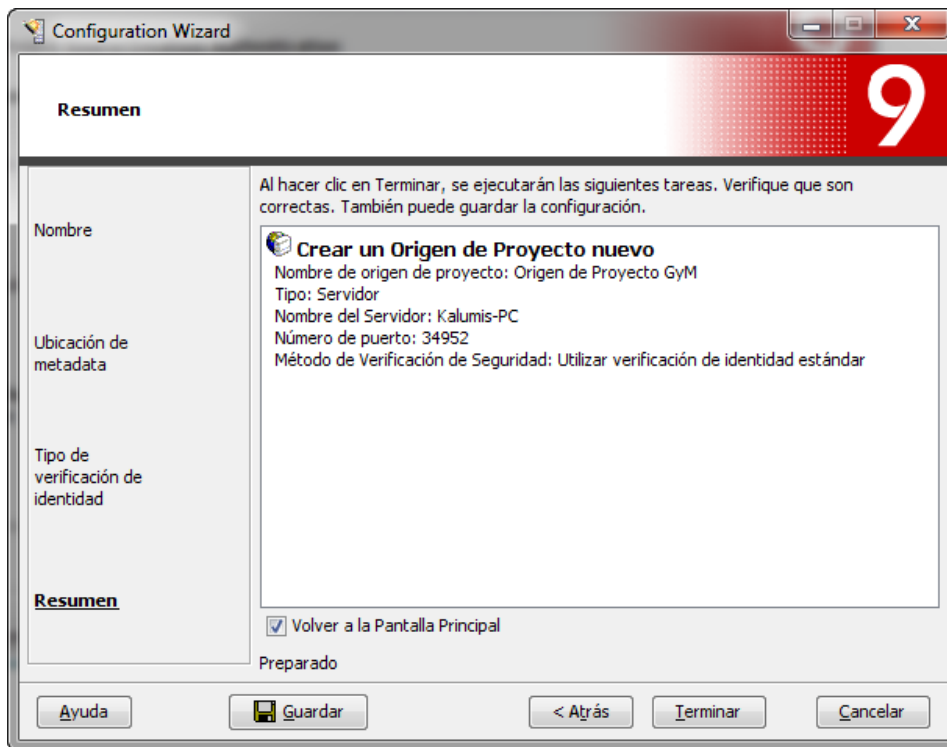 Configuration Wizard
Resumen
9
Nombre
Ubicación de
metadata
Tipo de
verificación de
identidad
Resumen
Al hacer clic en Terminar, se ejecutarán las siguientes tareas. Verifique que son
correctas. También puede guardar la configuración.
Crear un Origen de Proyecto nuevo
Nombre de origen de proyecto: Origen de Proyecto GyM
Tipo: Servidor
Nombre del Servidor: Kalumis-PC
Número de puerto: 34952
Método de Verificación de Seguridad: Utilizar verificación de identidad estándar
Volver a la Pantalla Principal
Preparado
Ayuda
Guardar
< Atrás
Terminar
Cancelar